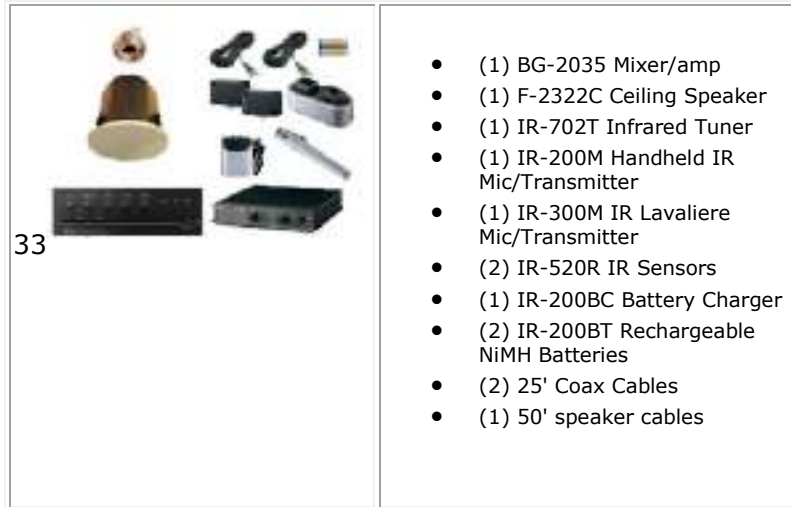 33
• (1) BG-2035 Mixer/amp
• (1) F-2322C Ceiling Speaker
• (1) IR-702T Infrared Tuner
• (1) IR-200M Handheld IR
Mic/Transmitter
• (1) IR-300M IR Lavaliere
Mic/Transmitter
• (2) IR-520R IR Sensors
• (1) IR-200BC Battery Charger
• (2) IR-200BT Rechargeable
NiMH Batteries
• (2) 25' Coax Cables
• (1) 50' speaker cables